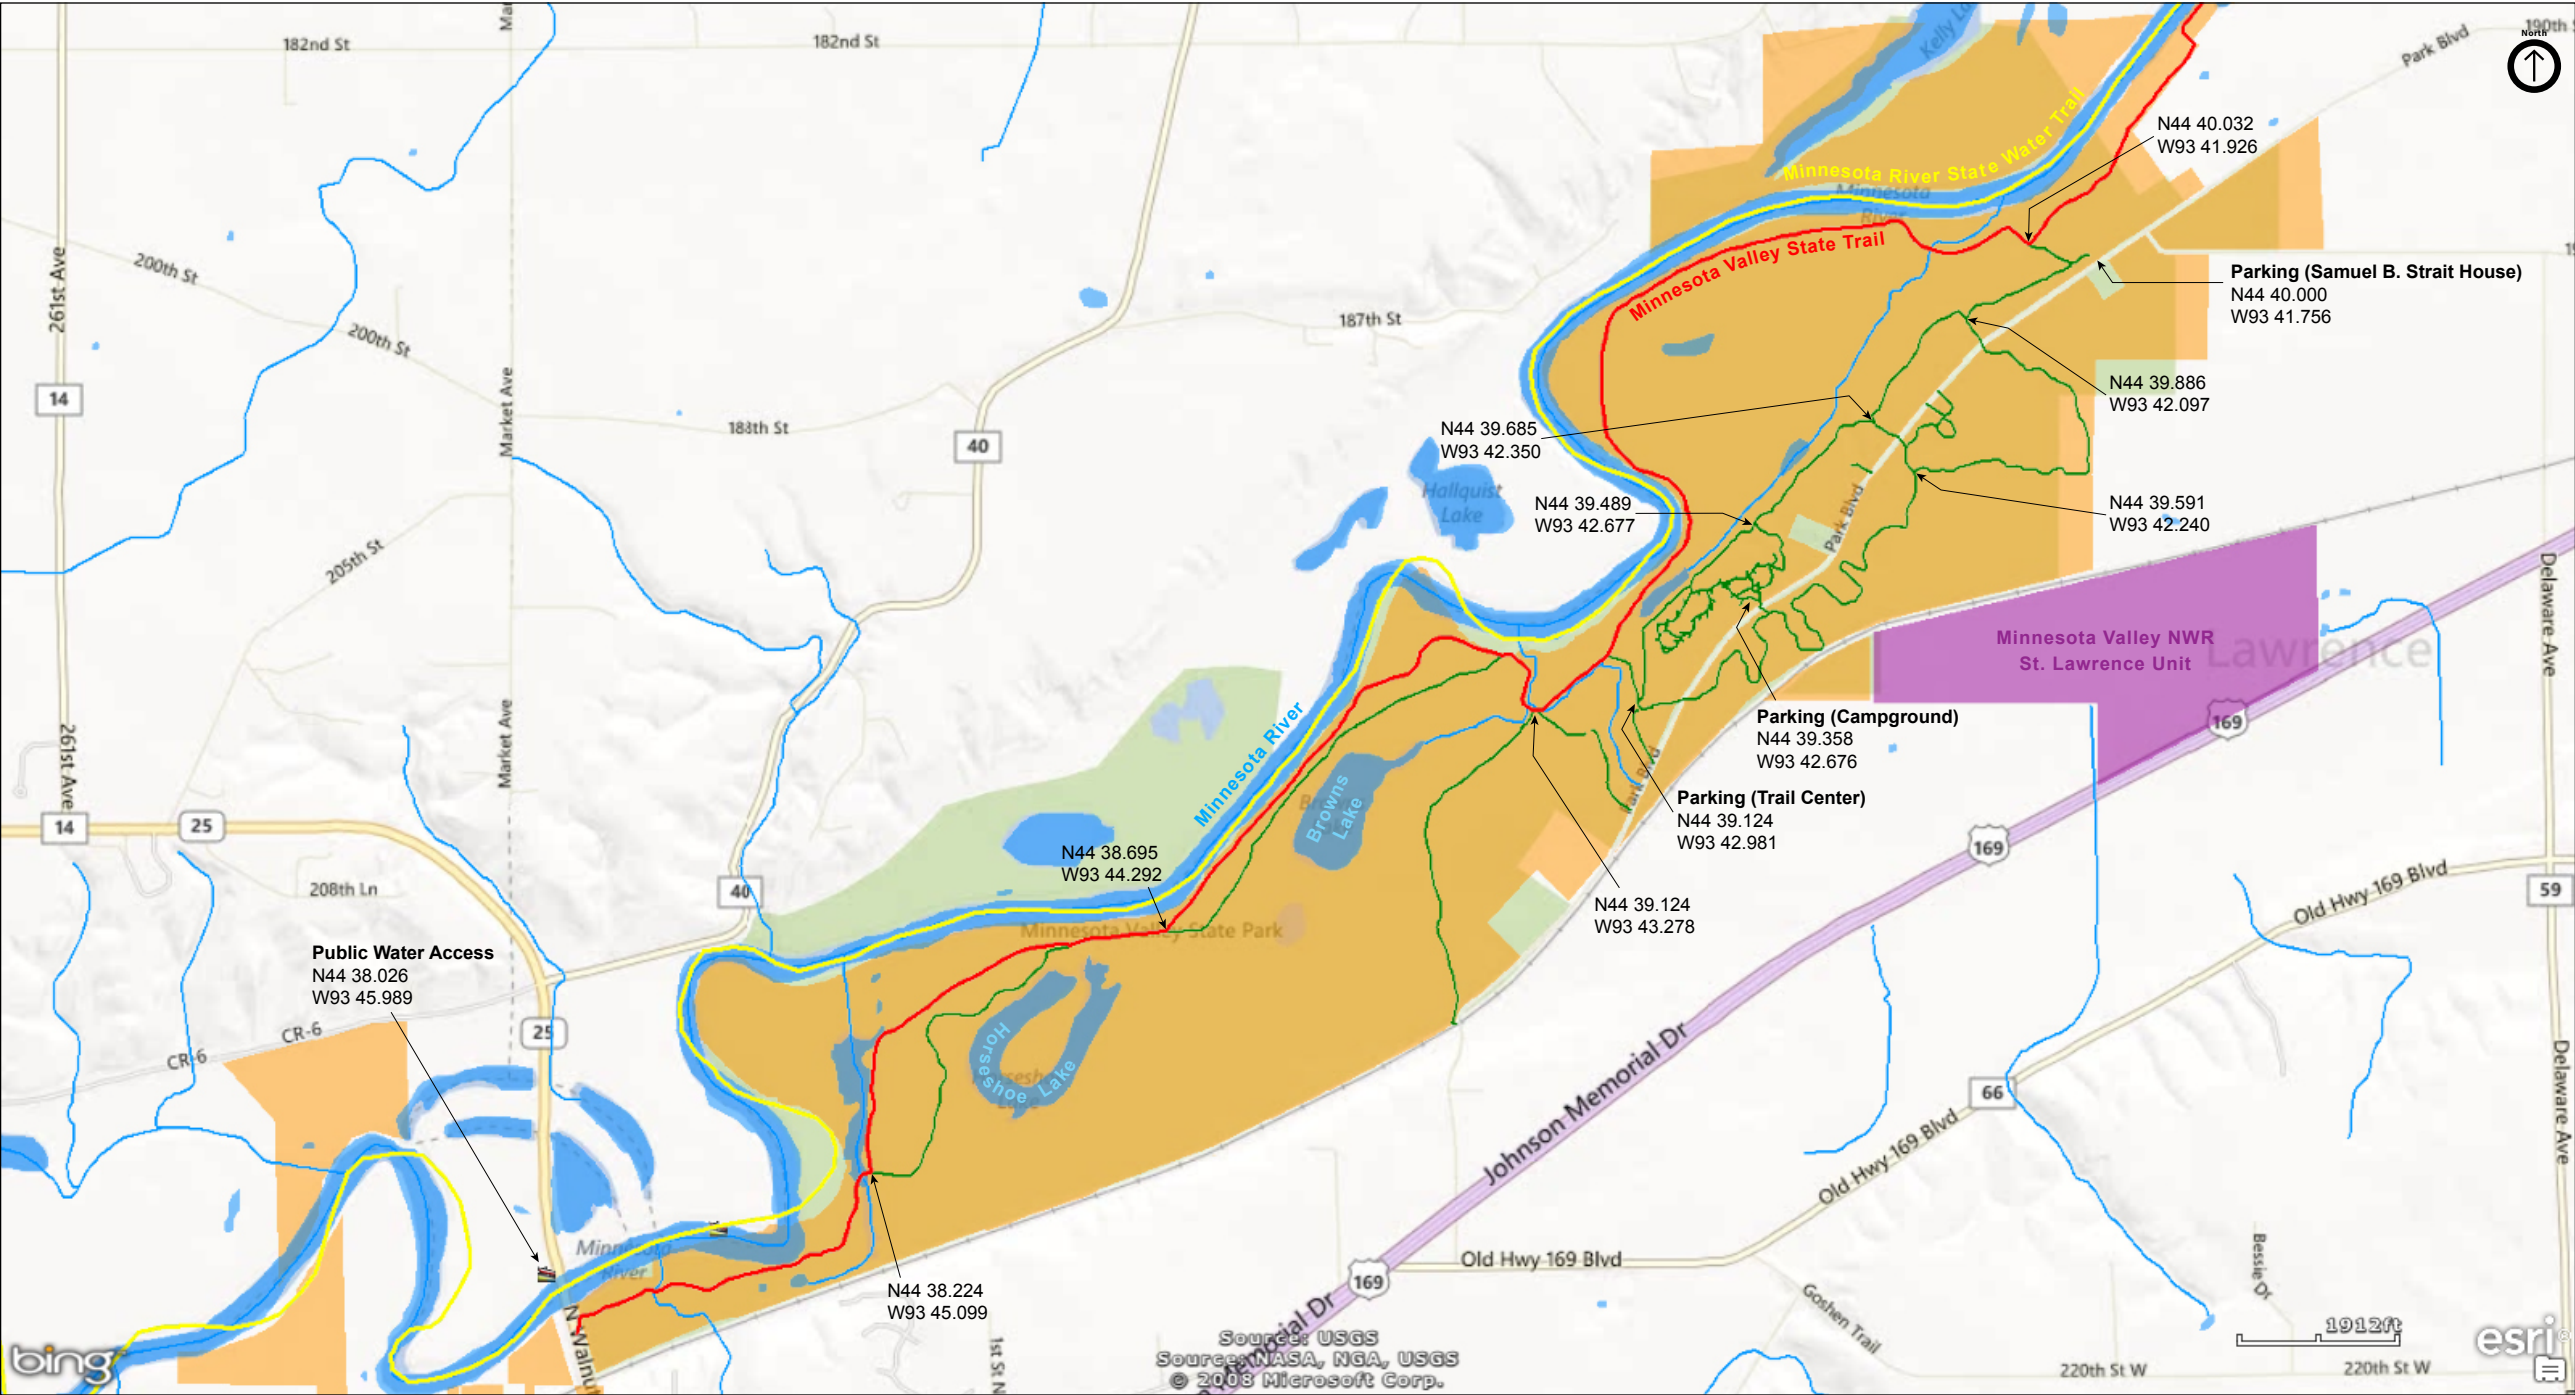 182nd St
Mar
182nd St
Kelly Lo
190th
Park Blvd
North
Minnesota River State Water Trail
Minnesota
River
N44 40.032
W93 41.926
Minnesota Valley State Trail
Parking (Samuel B. Strait House)
N44 40.000
W93 41.756
261st Ave
200th St
200th St
187th St
14
Market Ave
188th St
40
N44 39.886
W93 42.097
N44 39.685
W93 42.350
Hallquist
Lake
N44 39.489
W93 42.677
Park Blvd
N44 39.591
W93 42.240
205th St
Delaware Ave
Minnesota Valley NWR
St. Lawrence Unit
Lawrence
169
261st Ave
Market Ave
Minnesota River
Parking (Campground)
N44 39.358
W93 42.676
Park Blvd
Parking (Trail Center)
N44 39.124
W93 42.981
Browns
Lake
14
25
169
N44 38.695
W93 44.292
208th Ln
40
Old Hwy 169 Blvd
59
N44 39.124
W93 43.278
Minnesota Valley State Park
Public Water Access
N44 38.026
W93 45.989
CR-6
CR-6
25
Horseshoe Lake
Johnson Memorial Dr
66
Delaware Ave
Old Hwy 169 Blvd
Minnesota
River
Old Hwy 169 Blvd
Bessie Dr
169
N44 38.224
W93 45.099
Goshen Trail
N Walnut
1st St N
Memorial Dr
1912ft
Source: USGS
Source: NASA, NGA, USGS
© 2008 Microsoft Corp.
bing
esri
220th St W
220th St W